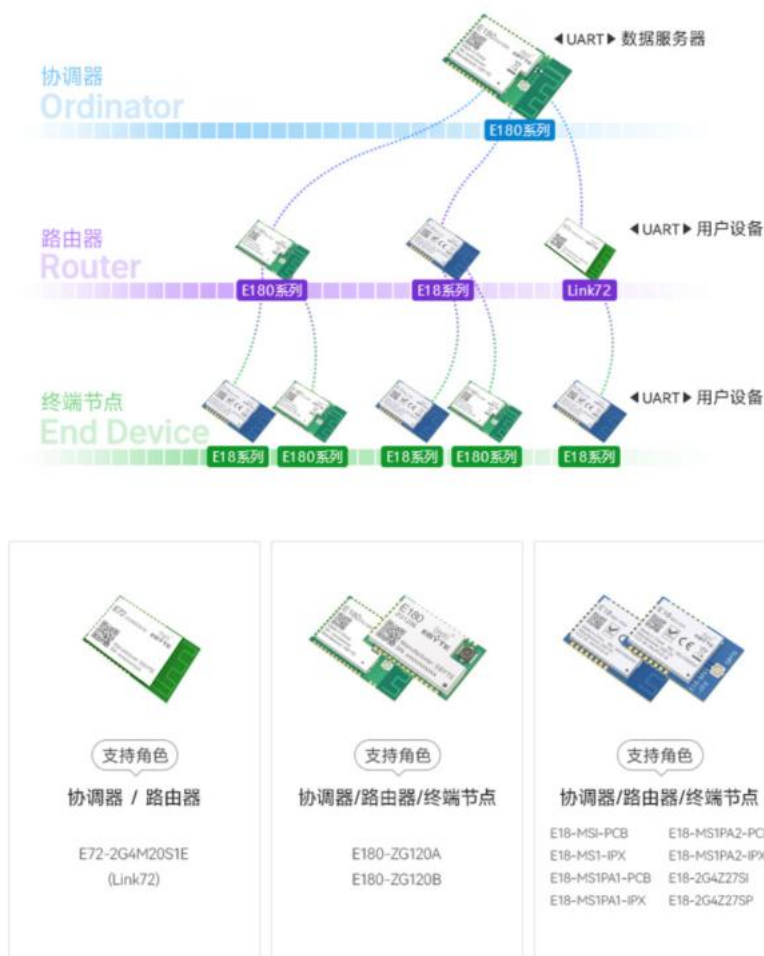 ◀UART▶ 数据服务器
协调器
Ordinator
E180系列
路由器
Router
◀UART▶ 用户设备
E180系列
E18系列
Link72
终端节点
End Device
◀UART▶ 用户设备
E18系列
E180系列
E18系列
E180系列
E18系列
支持角色
协调器 / 路由器
E72-2G4M20S1E
(Link72)
支持角色
协调器/路由器/终端节点
E180-ZG120A
E180-ZG120B
支持角色
协调器/路由器/终端节点
E18-MSI-PCB E18-MS1PA2-PC
E18-MS1-IPX E18-MS1PA2-IPX
E18-MS1PA1-PCB E18-2G4Z27SI
E18-MS1PA1-IPX E18-2G4Z27SP